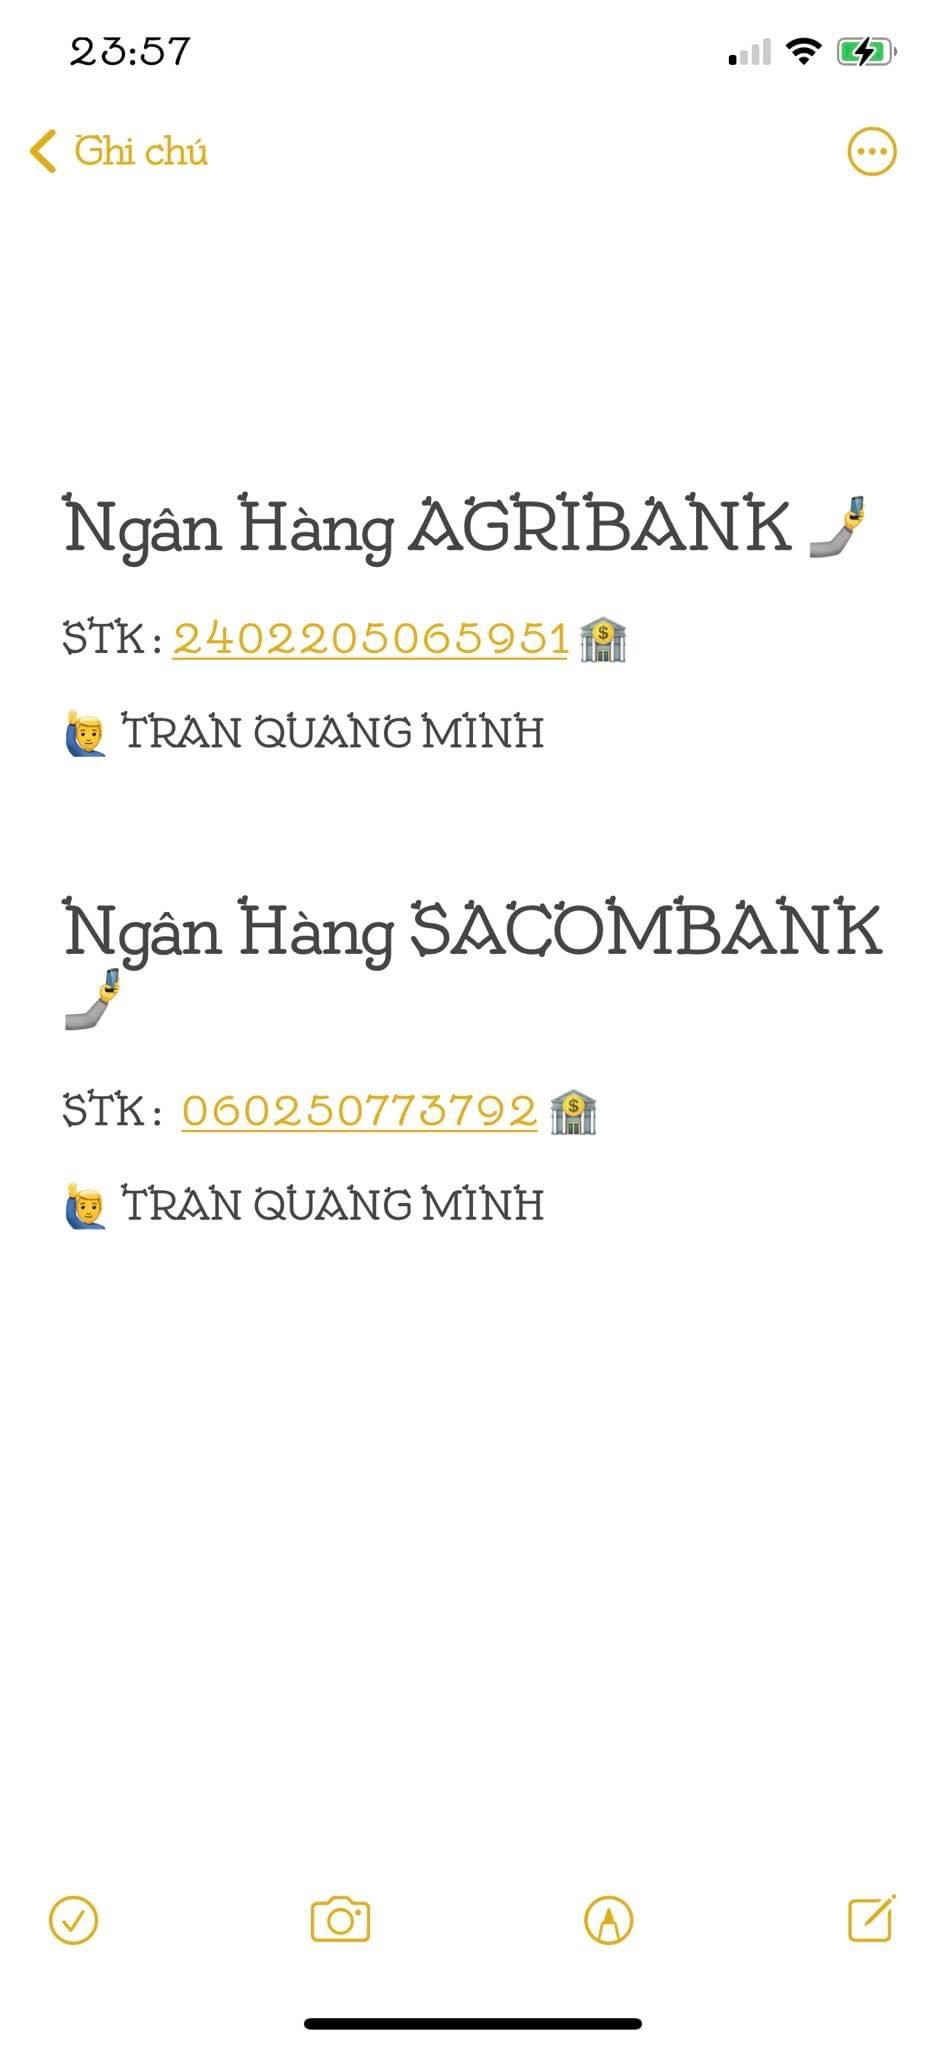 23:57
Ghi chú
Ngân Hàng AGRIBANK
STK: 2402205065951
TRAN QUANG MINH
Ngân Hàng SACOMBANK
STK: 060250773792
TRAN QUANG MINH